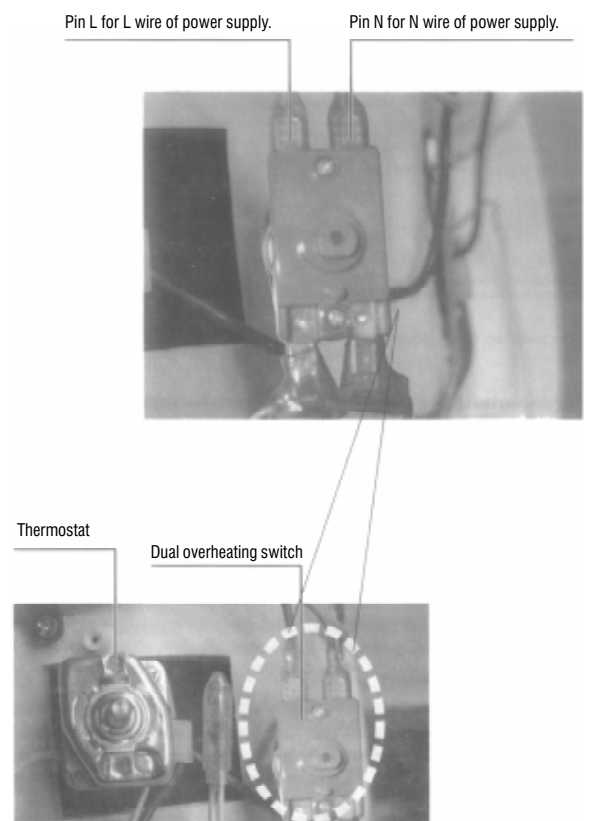 Pin L for L wire of power supply.
Pin N for N wire of power supply.
Thermostat
Dual overheating switch